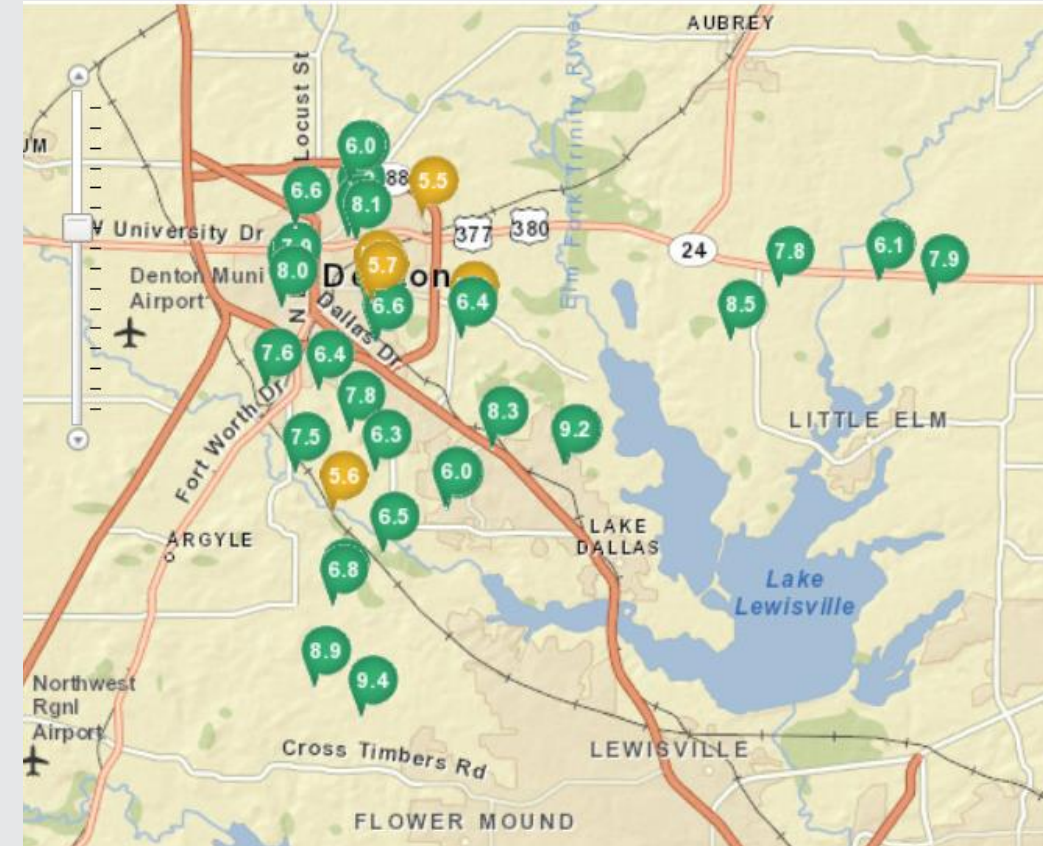 AUBREY
Locust St
Elm Fork Trinity River
6.0
88
5.5
6.6
8.1
377
380
W University Dr
24
7.8
6.1
7.9
7.9
8.0
5.7
Denton
Denton Muni
Airport
6.6
6.4
8.5
Dallas Dr
7.6
6.4
7.8
Fort Worth Dr
8.3
9.2
LITTLE ELM
7.5
6.3
5.6
6.0
6.5
ARGYLE
LAKE
DALLAS
6.8
Lake
Lewisville
8.9
9.4
Northwest
Rgnl
Airport
Cross Timbers Rd
LEWISVILLE
FLOWER MOUND